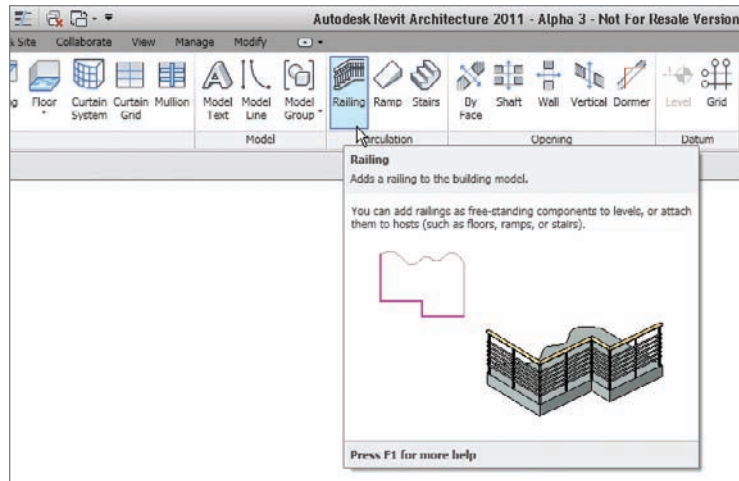 Autodesk Revit Architecture 2011 - Alpha 3 - Not For Resale Version
Site Collaborate View Manage Modify
Floor Curtain System Curtain Grid Mullion Model Text Model Line Model Group Railing Ramp Stairs By Face Shaft Wall Vertical Dormer Level Grid
Model Circulation Opening Datum
Railing
Adds a railing to the building model.
You can add railings as free-standing components to levels, or attach
them to hosts (such as floors, ramps, or stairs).
Press F1 for more help